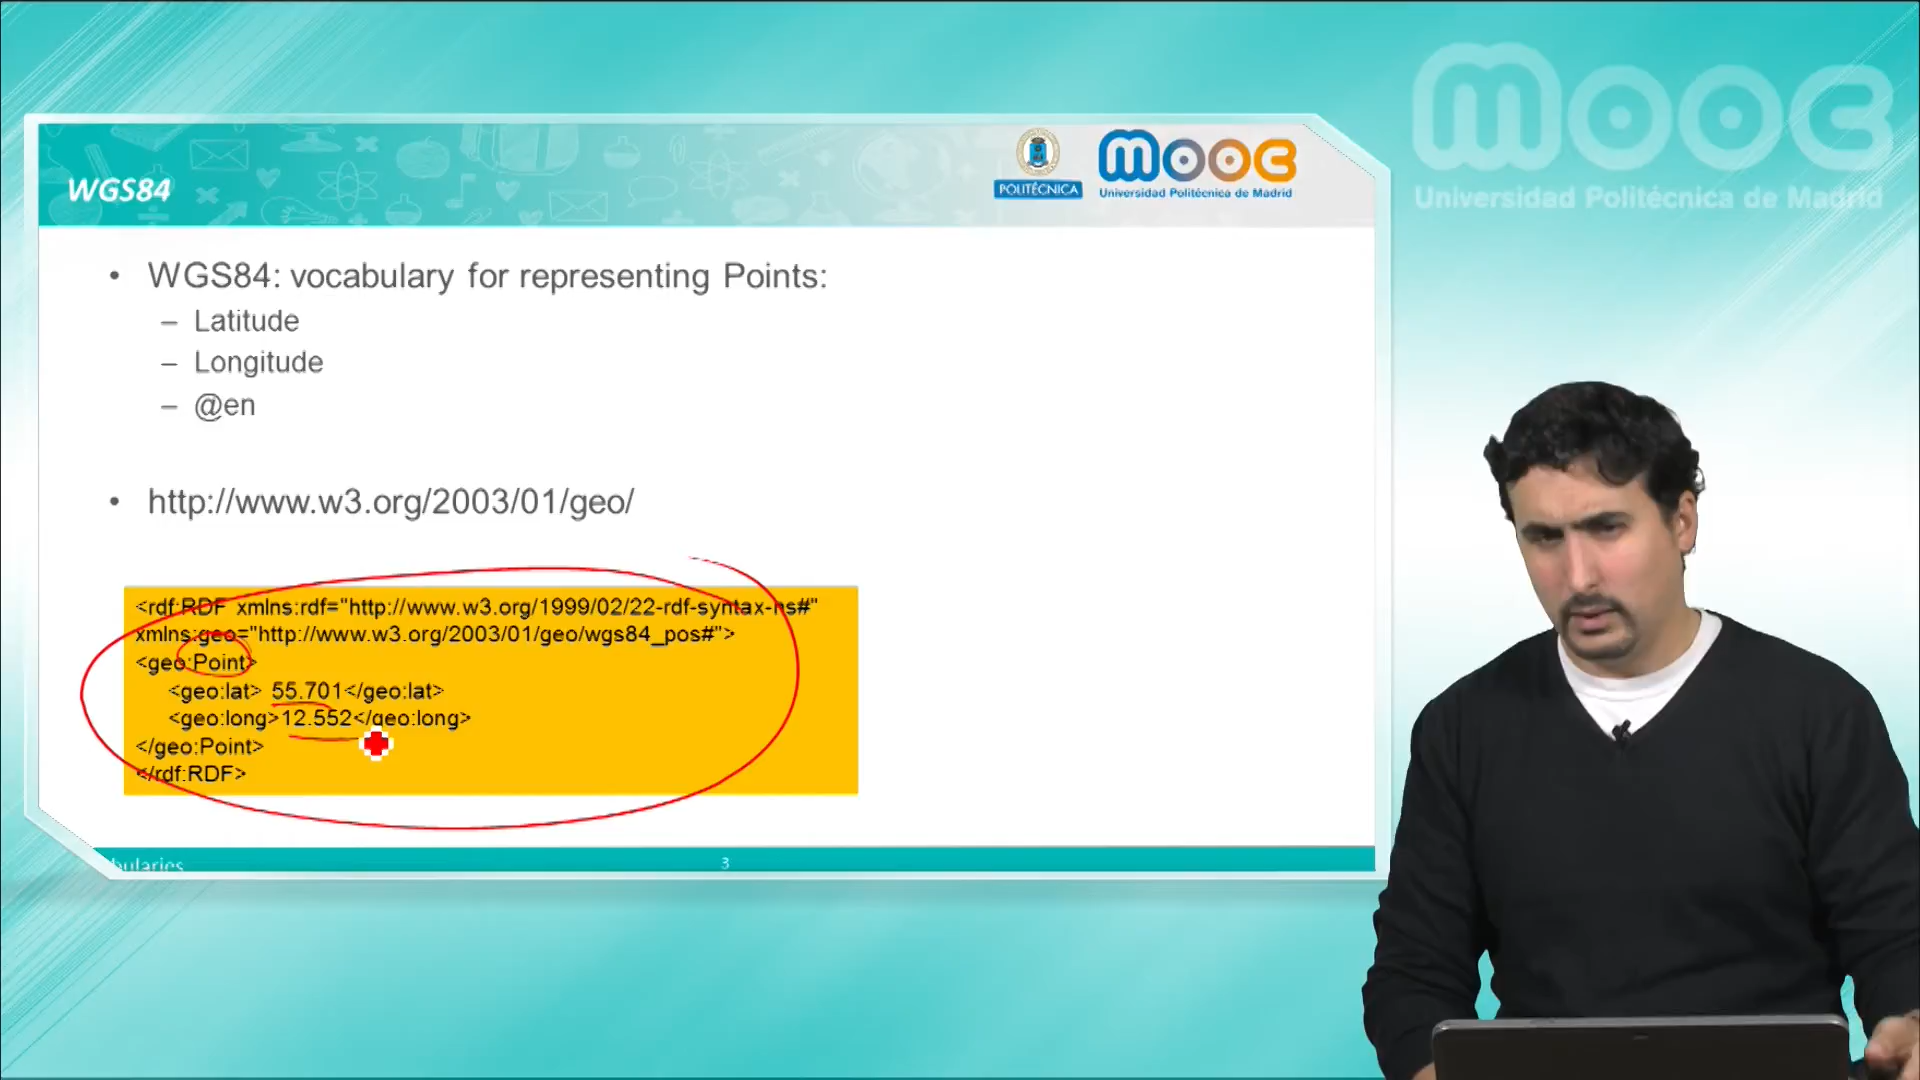 mooc
Universidad Politécnica de Madrid
POLITÉCNICA
mooc
Universidad Politécnica de Madrid
WGS84
• WGS84: vocabulary for representing Points:
– Latitude
– Longitude
– @en
• http://www.w3.org/2003/01/geo/
<rdf:RDF xmlns:rdf="http://www.w3.org/1999/02/22-rdf-syntax-ns#"
xmlns:geo="http://www.w3.org/2003/01/geo/wgs84_pos#">
<geo:Point>
<geo:lat> 55.701</geo:lat>
<geo:long>12.552</geo:long>
</geo:Point>
</rdf:RDF>
3